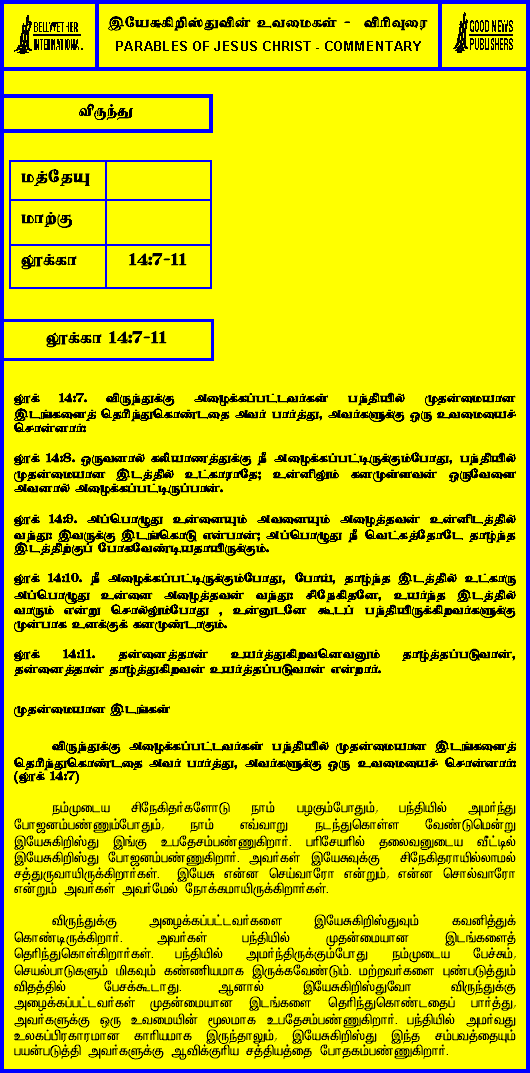 BELLWETHER
INTERNATIONAL
இயேசுகிறிஸ்துவின் உவமைகள் - விரிவுரை
PARABLES OF JESUS CHRIST - COMMENTARY
GOOD NEWS
PUBLISHERS
விருந்து
மத்தேயு
மாற்கு
லூக்கா 14:7-11
லூக்கா 14:7-11
லூக் 14:7. விருந்துக்கு அழைக்கப்பட்டவர்கள் பந்தியில் முதன்மையான
இடங்களைத் தெரிந்துகொண்டதை அவர் பார்த்து, அவர்களுக்கு ஒரு உவமையைச்
சொன்னார்:
லூக் 14:8. ஒருவனால் கலியாணத்துக்கு நீ அழைக்கப்பட்டிருக்கும்போது, பந்தியில்
முதன்மையான இடத்தில் உட்காராதே; உன்னிலும் கனமுள்ளவன் ஒருவேளை
அவனால் அழைக்கப்பட்டிருப்பான்.
லூக் 14:9. அப்பொழுது உன்னையும் அவனையும் அழைத்தவன் உன்னிடத்தில்
வந்து: இவருக்கு இடங்கொடு என்பான்; அப்பொழுது நீ வெட்கத்தோடே தாழ்ந்த
இடத்திற்குப் போகவேண்டியதாயிருக்கும்.
லூக் 14:10. நீ அழைக்கப்பட்டிருக்கும்போது, போய், தாழ்ந்த இடத்தில் உட்காரு
அப்பொழுது உன்னை அழைத்தவன் வந்து: சிநேகிதனே, உயர்ந்த இடத்தில்
வாரும் என்று சொல்லும்போது , உன்னுடனே கூடப் பந்தியிருக்கிறவர்களுக்கு
முன்பாக உனக்குக் கனமுண்டாகும்.
லூக் 14:11. தன்னைத்தான் உயர்த்துகிறவனெவனும் தாழ்த்தப்படுவான்,
தன்னைத்தான் தாழ்த்துகிறவன் உயர்த்தப்படுவான் என்றார்.
முதன்மையான இடங்கள்
விருந்துக்கு அழைக்கப்பட்டவர்கள் பந்தியில் முதன்மையான இடங்களைத்
தெரிந்துகொண்டதை அவர் பார்த்து, அவர்களுக்கு ஒரு உவமையைச் சொன்னார்:
(லூக் 14:7)
நம்முடைய சிநேகிதர்களோடு நாம் பழகும்போதும், பந்தியில் அமர்ந்து
போஜனம்பண்ணும்போதும், நாம் எவ்வாறு நடந்துகொள்ள வேண்டுமென்று
இயேசுகிறிஸ்து இங்கு உபதேசம்பண்ணுகிறார். பரிசேயரில் தலைவனுடைய வீட்டில்
இயேசுகிறிஸ்து போஜனம்பண்ணுகிறார். அவர்கள் இயேசுவுக்கு சிநேகிதராயில்லாமல்
சத்துருவாயிருக்கிறார்கள். இயேசு என்ன செய்வாரோ என்றும், என்ன சொல்வாரோ
என்றும் அவர்கள் அவர்மேல் நோக்கமாயிருக்கிறார்கள்.
விருந்துக்கு அழைக்கப்பட்டவர்களை இயேசுகிறிஸ்துவும் கவனித்துக்
கொண்டிருக்கிறார். அவர்கள் பந்தியில் முதன்மையான இடங்களைத்
தெரிந்துகொள்கிறார்கள். பந்தியில் அமர்ந்திருக்கும்போது நம்முடைய பேச்சும்,
செயல்பாடுகளும் மிகவும் கண்ணியமாக இருக்கவேண்டும். மற்றவர்களை புண்படுத்தும்
விதத்தில் பேசக்கூடாது. ஆனால் இயேசுகிறிஸ்துவோ விருந்துக்கு
அழைக்கப்பட்டவர்கள் முதன்மையான இடங்களை தெரிந்துகொண்டதைப் பார்த்து,
அவர்களுக்கு ஒரு உவமையின் மூலமாக உபதேசம்பண்ணுகிறார். பந்தியில் அமர்வது
உலகப்பிரகாரமான காரியமாக இருந்தாலும், இயேசுகிறிஸ்து இந்த சம்பவத்தையும்
பயன்படுத்தி அவர்களுக்கு ஆவிக்குரிய சத்தியத்தை போதகம்பண்ணுகிறார்.